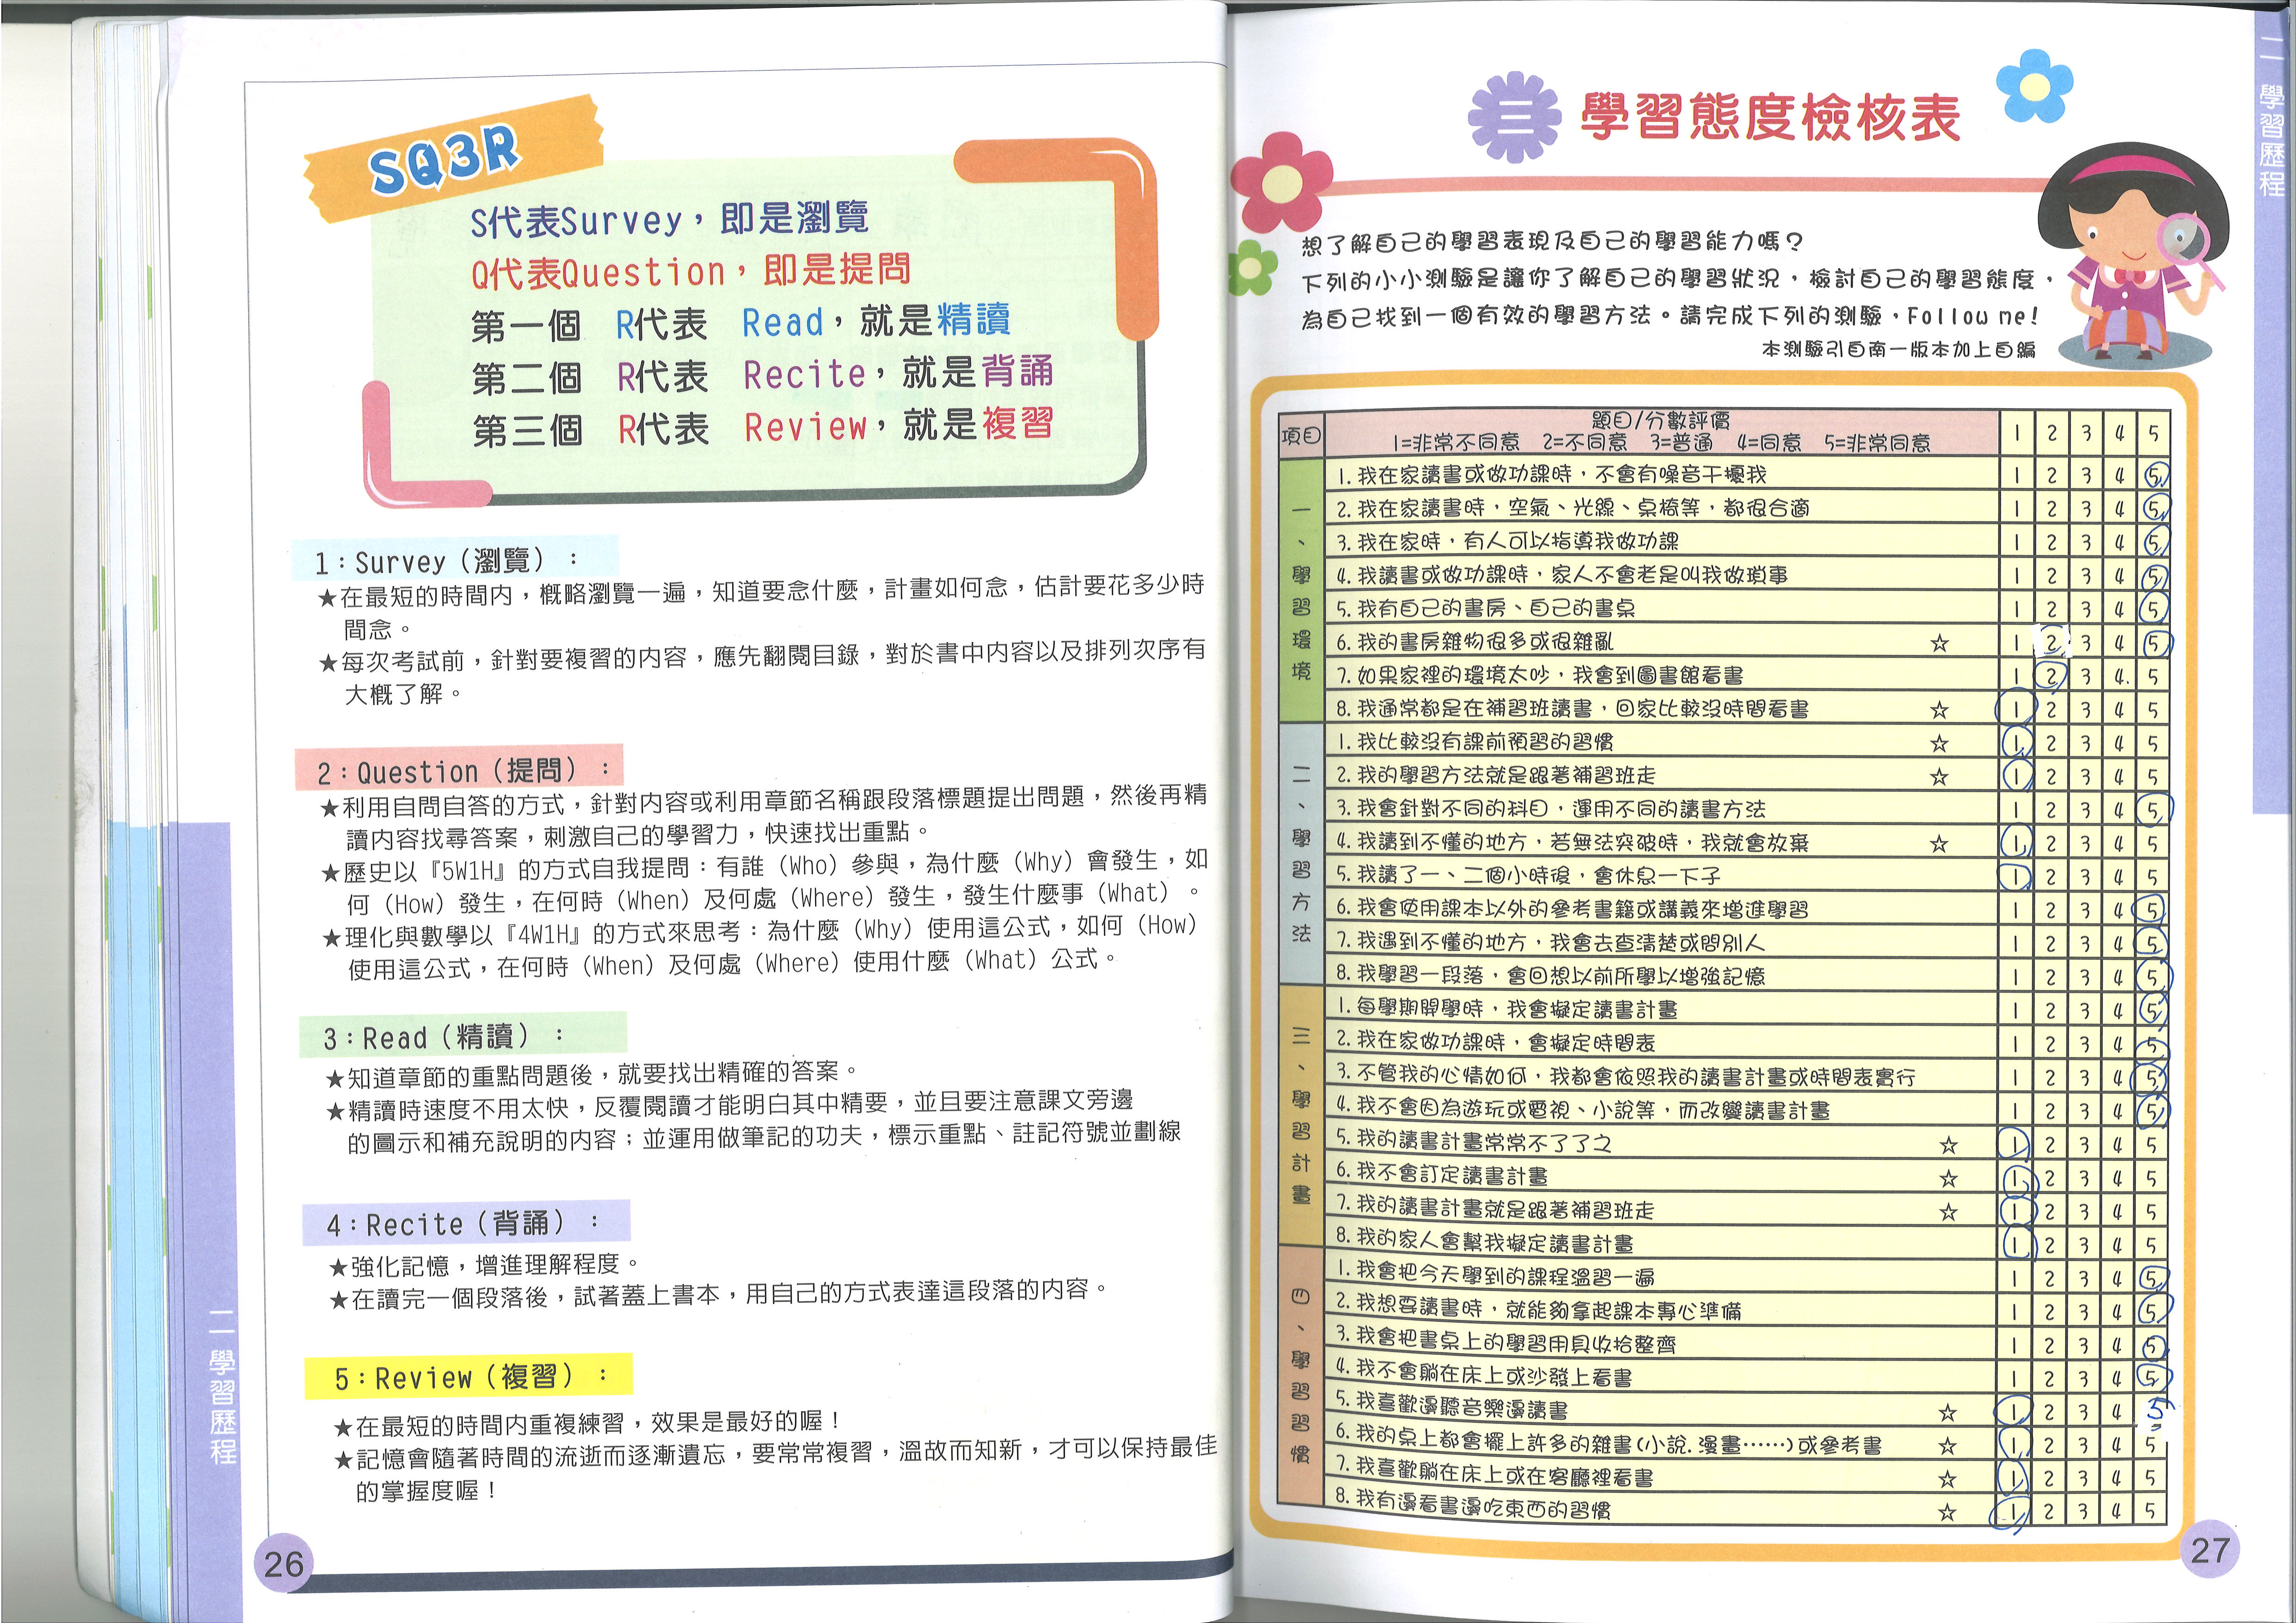 SQ3R
S代表Survey，即是瀏覽
Q代表Question，即是提問
第一個 R代表 Read，就是精讀
第二個 R代表 Recite，就是背誦
第三個 R代表 Review，就是複習
1：Survey（瀏覽）：
★在最短的時間內，概略瀏覽一遍，知道要念什麼，計畫如何念，估計要花多少時
間念。
★每次考試前，針對要複習的內容，應先翻閱目錄，對於書中內容以及排列次序有
大概了解。
2：Question（提問）：
★利用自問自答的方式，針對內容或利用章節名稱跟段落標題提出問題，然後再精
讀內容找尋答案，刺激自己的學習力，快速找出重點。
★歷史以『5W1H』的方式自我提問：有誰（Who）參與，為什麼（Why）會發生，如
何（How）發生，在何時（When）及何處（Where）發生，發生什麼事（What）。
★理化與數學以『4W1H』的方式來思考：為什麼（Why）使用這公式，如何（How）
使用這公式，在何時（When）及何處（Where）使用什麼（What）公式。
3：Read（精讀）：
★知道章節的重點問題後，就要找出精確的答案。
★精讀時速度不用太快，反覆閱讀才能明白其中精要，並且要注意課文旁邊
的圖示和補充說明的內容；並運用做筆記的功夫，標示重點、註記符號並劃線
4：Recite（背誦）：
★強化記憶，增進理解程度。
★在讀完一個段落後，試著蓋上書本，用自己的方式表達這段落的內容。
5：Review（複習）：
★在最短的時間內重複練習，效果是最好的喔！
★記憶會隨著時間的流逝而逐漸遺忘，要常常複習，溫故而知新，才可以保持最佳
的掌握度喔！
二 學習歷程
26
二 學習歷程
三 學習態度檢核表
想了解自己的學習表現及自己的學習能力嗎？
下列的小小測驗是讓你了解自己的學習狀況，檢討自己的學習態度，
為自己找到一個有效的學習方法。請完成下列的測驗，Follow me!
本測驗引自南一版本加上自編
項目 題目/分數評價 1 2 3 4 5
1=非常不同意 2=不同意 3=普通 4=同意 5=非常同意
一、學習環境
1. 我在家讀書或做功課時，不會有噪音干擾我 1 2 3 4 5
2. 我在家讀書時，空氣、光線、桌椅等，都很合適 1 2 3 4 5
3. 我在家時，有人可以指導我做功課 1 2 3 4 5
4. 我讀書或做功課時，家人不會老是叫我做瑣事 1 2 3 4 5
5. 我有自己的書房、自己的書桌 1 2 3 4 5
6. 我的書房雜物很多或很雜亂 ☆ 1 2 3 4 5
7. 如果家裡的環境太吵，我會到圖書館看書 1 2 3 4 5
8. 我通常都是在補習班讀書，回家比較沒時間看書 ☆ 1 2 3 4 5
二、學習方法
1. 我比較沒有課前預習的習慣 ☆ 1 2 3 4 5
2. 我的學習方法就是跟著補習班走 ☆ 1 2 3 4 5
3. 我會針對不同的科目，運用不同的讀書方法 1 2 3 4 5
4. 我讀到不懂的地方，若無法突破時，我就會放棄 ☆ 1 2 3 4 5
5. 我讀了一、二個小時後，會休息一下子 1 2 3 4 5
6. 我會使用課本以外的參考書籍或講義來增進學習 1 2 3 4 5
7. 我遇到不懂的地方，我會去查清楚或問別人 1 2 3 4 5
8. 我學習一段落，會回想以前所學以增強記憶 1 2 3 4 5
三、學習計畫
1. 每學期開學時，我會擬定讀書計畫 1 2 3 4 5
2. 我在家做功課時，會擬定時間表 1 2 3 4 5
3. 不管我的心情如何，我都會依照我的讀書計畫或時間表實行 1 2 3 4 5
4. 我不會因為遊玩或電視、小說等，而改變讀書計畫 1 2 3 4 5
5. 我的讀書計畫常常不了了之 ☆ 1 2 3 4 5
6. 我不會訂定讀書計畫 ☆ 1 2 3 4 5
7. 我的讀書計畫就是跟著補習班走 ☆ 1 2 3 4 5
8. 我的家人會幫我擬定讀書計畫 1 2 3 4 5
四、學習習慣
1. 我會把今天學到的課程溫習一遍 1 2 3 4 5
2. 我想要讀書時，就能夠拿起課本專心準備 1 2 3 4 5
3. 我會把書桌上的學習用具收拾整齊 1 2 3 4 5
4. 我不會躺在床上或沙發上看書 1 2 3 4 5
5. 我喜歡邊聽音樂邊讀書 ☆ 1 2 3 4 5
6. 我的桌上都會擺上許多的雜書(小說.漫畫……)或參考書 ☆ 1 2 3 4 5
7. 我喜歡躺在床上或在客廳裡看書 ☆ 1 2 3 4 5
8. 我有邊看書邊吃東西的習慣 ☆ 1 2 3 4 5
27